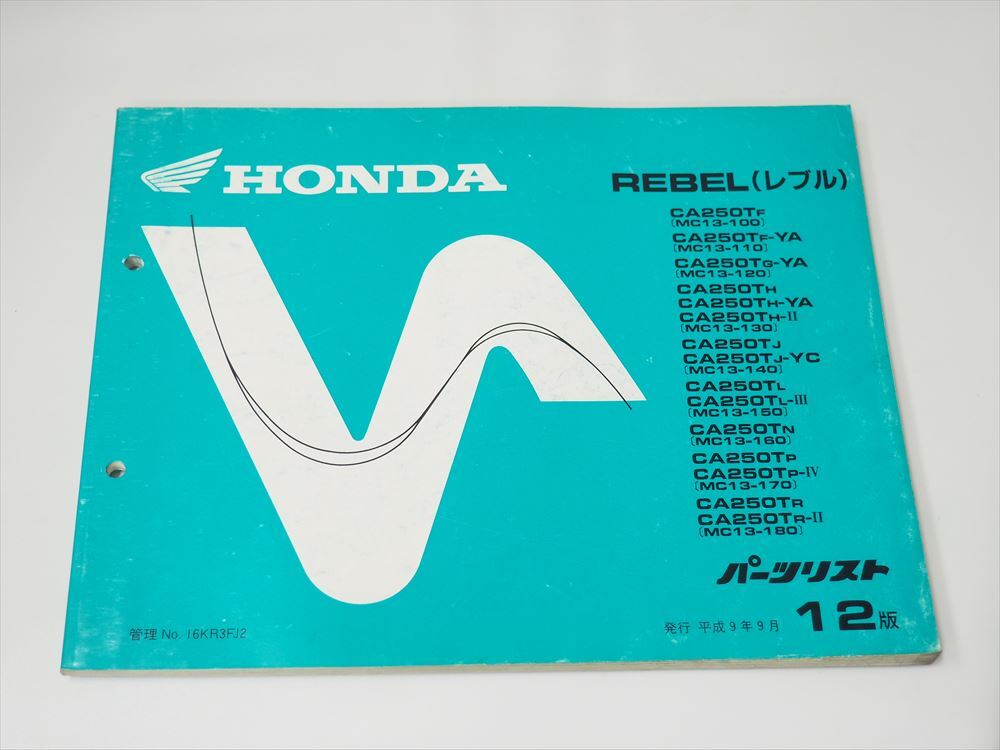 HONDA
REBEL(レブル)
CA250TF
(MC13-100)
CA250TF-YA
(MC13-110)
CA250TG-YA
(MC13-120)
CA250TH
CA250TH-YA
CA250TH-II
(MC13-130)
CA250TJ
CA250TJ-YC
(MC13-140)
CA250TL
CA250TL-III
(MC13-150)
CA250TN
(MC13-160)
CA250TP
CA250TP-IV
(MC13-170)
CA250TR
CA250TR-II
(MC13-180)
パーツリスト
管理 No. 16KR3FJ2
発行 平成9年9月 12版